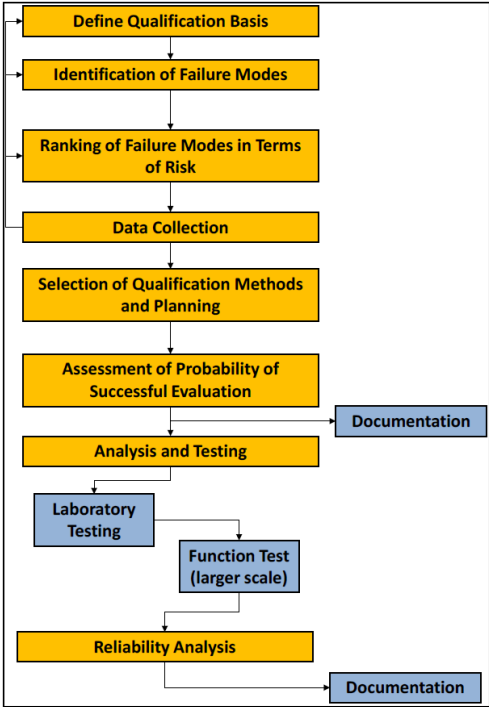 Define Qualification Basis
Identification of Failure Modes
Ranking of Failure Modes in Terms
of Risk
Data Collection
Selection of Qualification Methods
and Planning
Assessment of Probability of
Successful Evaluation
Documentation
Analysis and Testing
Laboratory
Testing
Function Test
(larger scale)
Reliability Analysis
Documentation